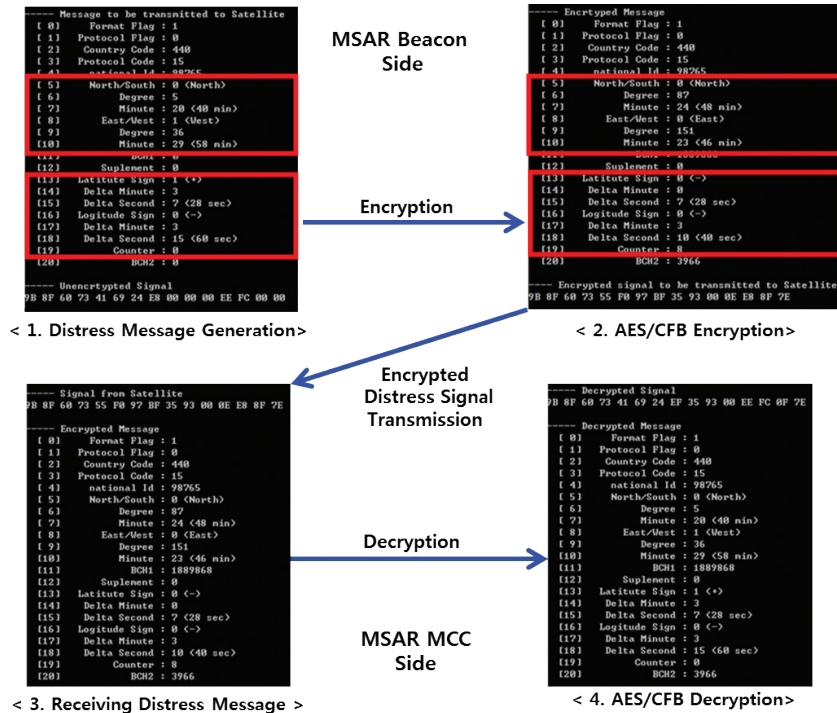 ----- Message to be transmitted to Satellite
[ 0] Format Flag : 1
[ 1] Protocol Flag : 0
[ 2] Country Code : 440
[ 3] Protocol Code : 15
[ 4] national Id : 98765
[ 5] North/South : 0 (North)
[ 6] Degree : 5
[ 7] Minute : 20 (40 min)
[ 8] East/West : 1 (West)
[ 9] Degree : 36
[10] Minute : 29 (58 min)
[11] BCH1 : 0
[12] Suplement : 0
[13] Latitute Sign : 1 (+)
[14] Delta Minute : 3
[15] Delta Second : 7 (28 sec)
[16] Logitude Sign : 0 (-)
[17] Delta Minute : 3
[18] Delta Second : 15 (60 sec)
[19] Counter : 0
[20] BCH2 : 0
----- Unencrtypted Signal
9B 8F 60 73 41 69 24 E8 00 00 00 EE FC 00 00
< 1. Distress Message Generation>
MSAR Beacon
Side
Encryption
----- Encrtyped Message
[ 0] Format Flag : 1
[ 1] Protocol Flag : 0
[ 2] Country Code : 440
[ 3] Protocol Code : 15
[ 4] national Id : 98765
[ 5] North/South : 0 (North)
[ 6] Degree : 87
[ 7] Minute : 24 (48 min)
[ 8] East/West : 0 (East)
[ 9] Degree : 151
[10] Minute : 23 (46 min)
[11] BCH1 : 1889868
[12] Suplement : 0
[13] Latitute Sign : 0 (-)
[14] Delta Minute : 0
[15] Delta Second : 7 (28 sec)
[16] Logitude Sign : 0 (-)
[17] Delta Minute : 3
[18] Delta Second : 10 (40 sec)
[19] Counter : 8
[20] BCH2 : 3966
----- Encrypted signal to be transmitted to Satellite
9B 8F 60 73 55 F0 97 BF 35 93 00 0E E8 8F 7E
< 2. AES/CFB Encryption>
Encrypted
Distress Signal
Transmission
----- Signal from Satellite
9B 8F 60 73 55 F0 97 BF 35 93 00 0E E8 8F 7E
----- Encrypted Message
[ 0] Format Flag : 1
[ 1] Protocol Flag : 0
[ 2] Country Code : 440
[ 3] Protocol Code : 15
[ 4] national Id : 98765
[ 5] North/South : 0 (North)
[ 6] Degree : 87
[ 7] Minute : 24 (48 min)
[ 8] East/West : 0 (East)
[ 9] Degree : 151
[10] Minute : 23 (46 min)
[11] BCH1 : 1889868
[12] Suplement : 0
[13] Latitute Sign : 0 (-)
[14] Delta Minute : 0
[15] Delta Second : 7 (28 sec)
[16] Logitude Sign : 0 (-)
[17] Delta Minute : 3
[18] Delta Second : 10 (40 sec)
[19] Counter : 8
[20] BCH2 : 3966
< 3. Receiving Distress Message >
Decryption
MSAR MCC
Side
----- Decrypted Signal
9B 8F 60 73 41 69 24 EF 35 93 00 EE FC 0F 7E
----- Decrypted Message
[ 0] Format Flag : 1
[ 1] Protocol Flag : 0
[ 2] Country Code : 440
[ 3] Protocol Code : 15
[ 4] national Id : 98765
[ 5] North/South : 0 (North)
[ 6] Degree : 5
[ 7] Minute : 20 (40 min)
[ 8] East/West : 1 (West)
[ 9] Degree : 36
[10] Minute : 29 (58 min)
[11] BCH1 : 1889868
[12] Suplement : 0
[13] Latitute Sign : 1 (+)
[14] Delta Minute : 3
[15] Delta Second : 7 (28 sec)
[16] Logitude Sign : 0 (-)
[17] Delta Minute : 3
[18] Delta Second : 15 (60 sec)
[19] Counter : 0
[20] BCH2 : 3966
< 4. AES/CFB Decryption>